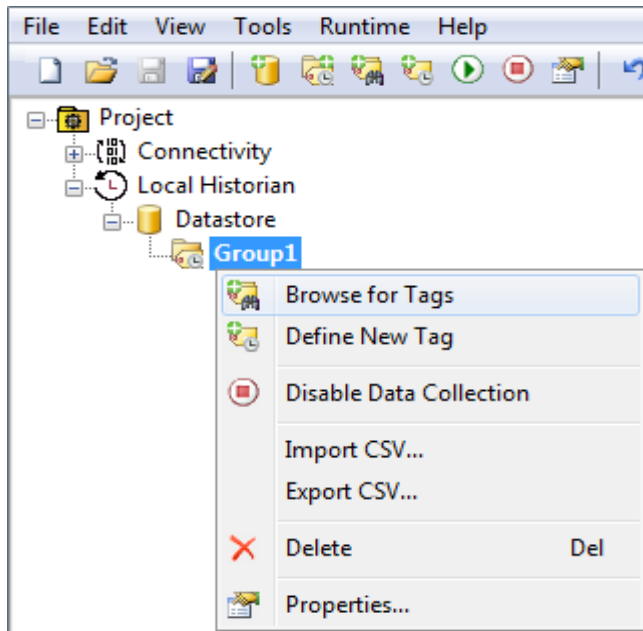 File Edit View Tools Runtime Help
Project
Connectivity
Local Historian
Datastore
Group1
Browse for Tags
Define New Tag
Disable Data Collection
Import CSV...
Export CSV...
Delete Del
Properties...